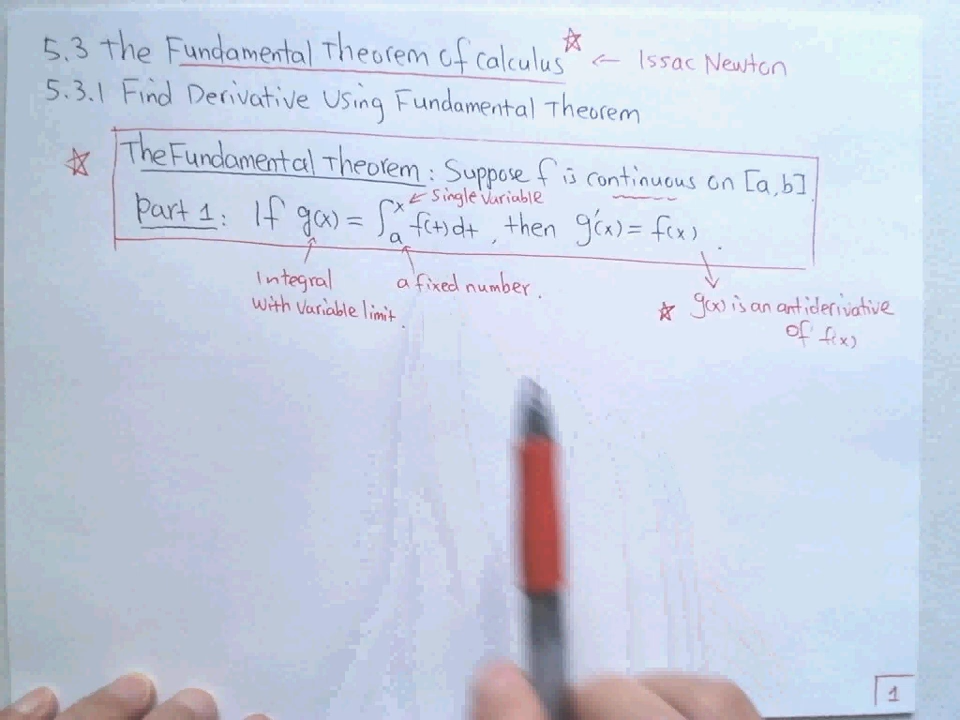 5.3 The Fundamental Theorem of Calculus ☆ ← Issac Newton
5.3.1 Find Derivative Using Fundamental Theorem
☆ The Fundamental Theorem: Suppose f is continuous on [a,b].
← Single Variable
Part 1: If g(x) = ∫ₐˣ f(t)dt, then g'(x) = f(x).
Integral
with Variable limit.
a fixed number.
☆ g(x) is an antiderivative
of f(x)
1